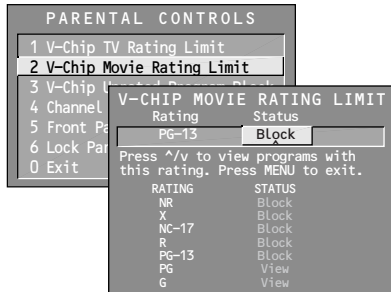 PARENTAL CONTROLS
1 V-Chip TV Rating Limit
2 V-Chip Movie Rating Limit
3 V-Chip
4 Channel
5 Front
6 Lock
0 Exit
V-CHIP MOVIE RATING LIMIT
Rating Status
PG-13 Block
Press ^/v to view programs with
this rating. Press MENU to exit.
RATING STATUS
NR Block
X Block
NC-17 Block
R Block
PG-13 Block
PG View
G View